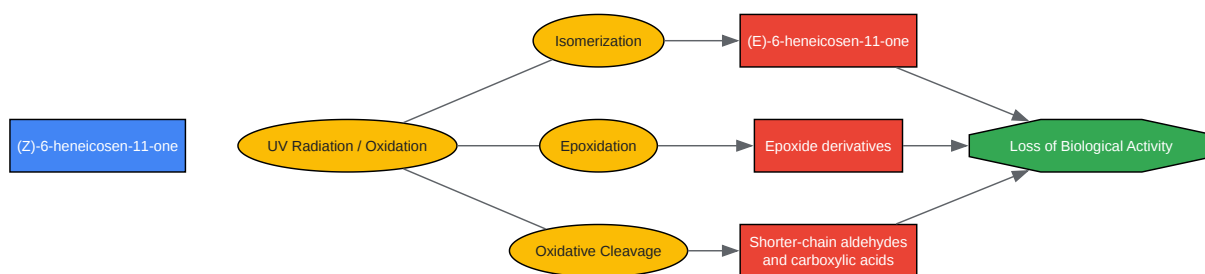 (Z)-6-heneicosen-11-one
UV Radiation / Oxidation
Isomerization
(E)-6-heneicosen-11-one
Epoxidation
Epoxide derivatives
Oxidative Cleavage
Shorter-chain aldehydes
and carboxylic acids
Loss of Biological Activity